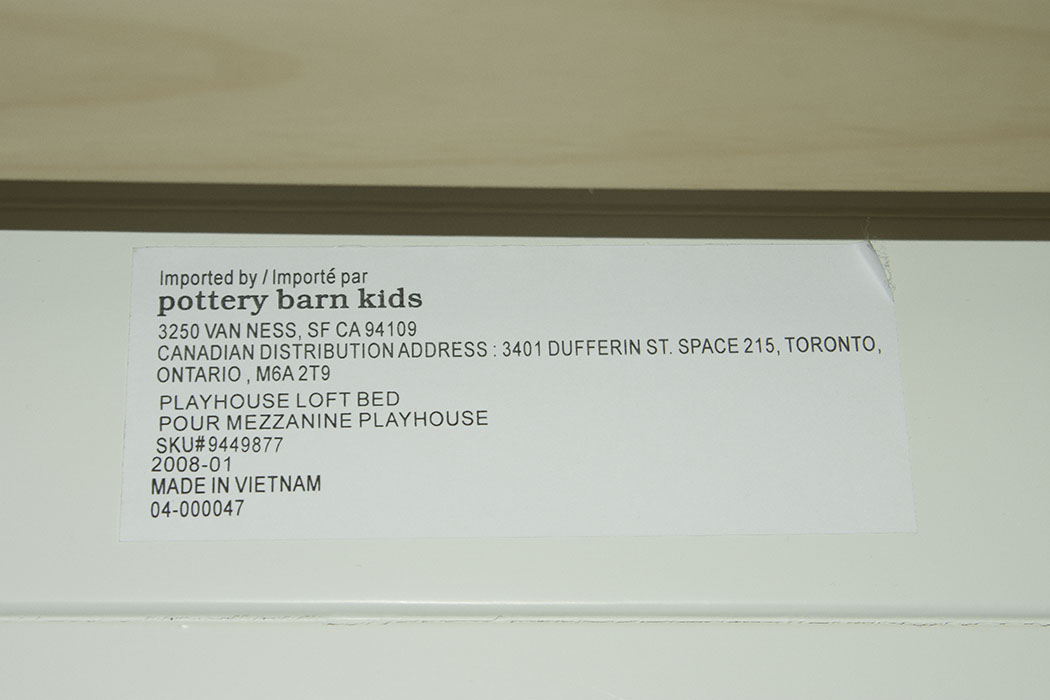 Imported by / Importé par
pottery barn kids
3250 VAN NESS, SF CA 94109
CANADIAN DISTRIBUTION ADDRESS : 3401 DUFFERIN ST. SPACE 215, TORONTO,
ONTARIO , M6A 2T9
PLAYHOUSE LOFT BED
POUR MEZZANINE PLAYHOUSE
SKU#9449877
2008-01
MADE IN VIETNAM
04-000047